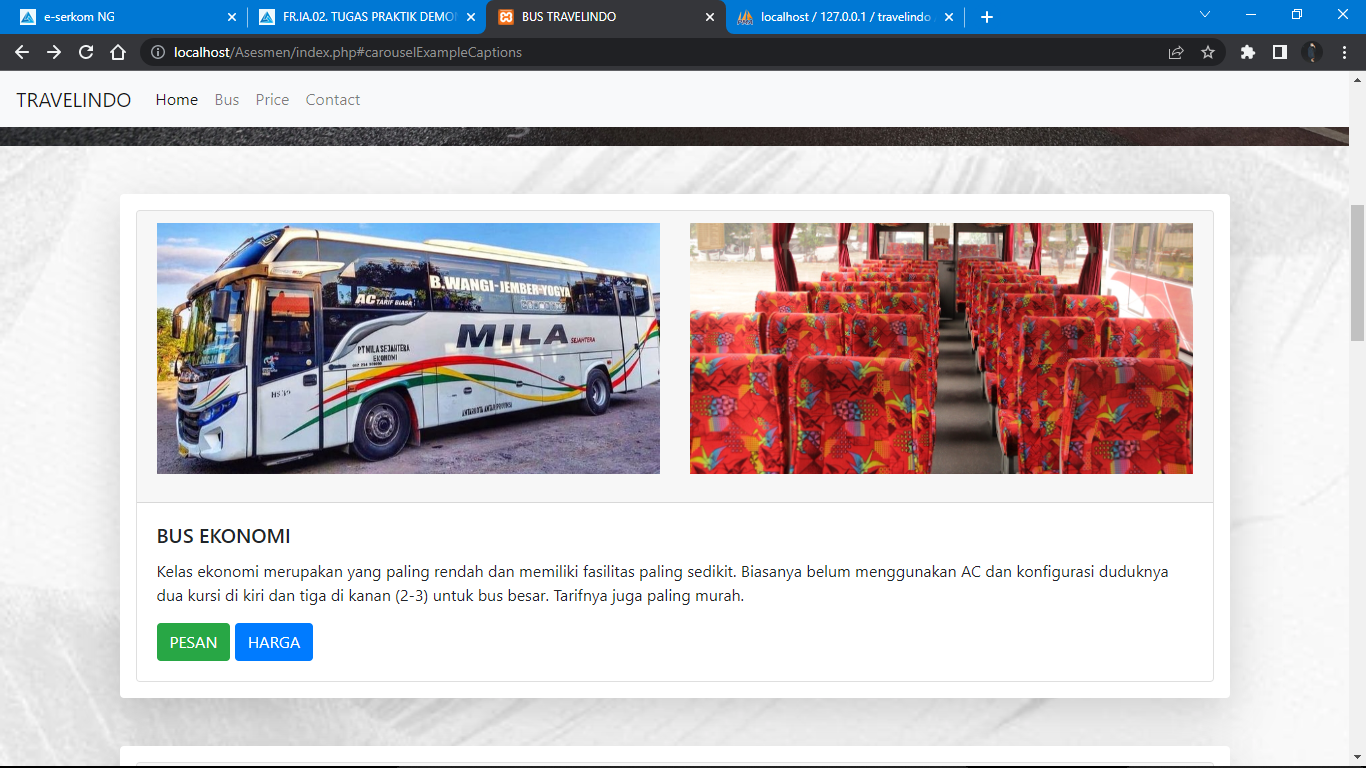 e-serkom NG
FR.IA.02. TUGAS PRAKTIK DEMO
BUS TRAVELINDO
localhost / 127.0.0.1 / travelindo
localhost/Asesmen/index.php#carouselExampleCaptions
TRAVELINDO
Home
Bus
Price
Contact
AC TARIF BIASA
B.WANGI-JEMBER-YOGYA
MILA
SEJAHTERA
PT MILA SEJAHTERA
EKONOMI
ANTAR KOTA ANTAR PROVINSI
BUS EKONOMI
Kelas ekonomi merupakan yang paling rendah dan memiliki fasilitas paling sedikit. Biasanya belum menggunakan AC dan konfigurasi duduknya
dua kursi di kiri dan tiga di kanan (2-3) untuk bus besar. Tarifnya juga paling murah.
PESAN
HARGA